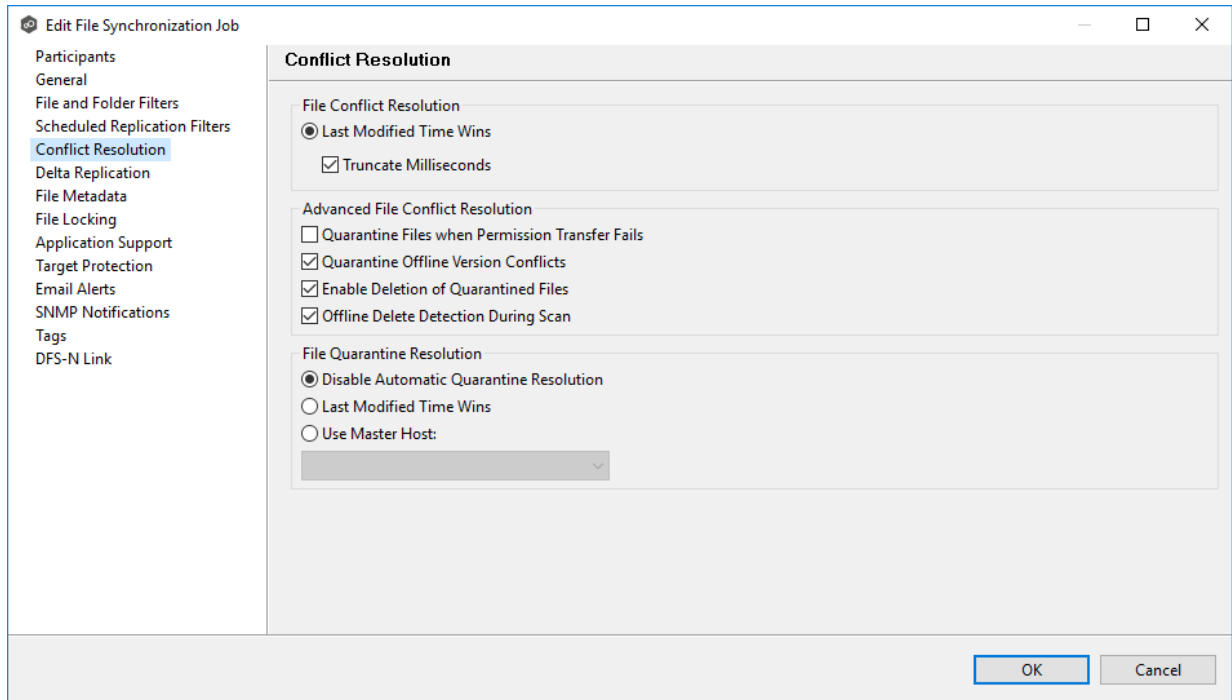 Edit File Synchronization Job
Participants
General
File and Folder Filters
Scheduled Replication Filters
Conflict Resolution
Delta Replication
File Metadata
File Locking
Application Support
Target Protection
Email Alerts
SNMP Notifications
Tags
DFS-N Link
Conflict Resolution
File Conflict Resolution
Last Modified Time Wins
Truncate Milliseconds
Advanced File Conflict Resolution
Quarantine Files when Permission Transfer Fails
Quarantine Offline Version Conflicts
Enable Deletion of Quarantined Files
Offline Delete Detection During Scan
File Quarantine Resolution
Disable Automatic Quarantine Resolution
Last Modified Time Wins
Use Master Host:
OK
Cancel